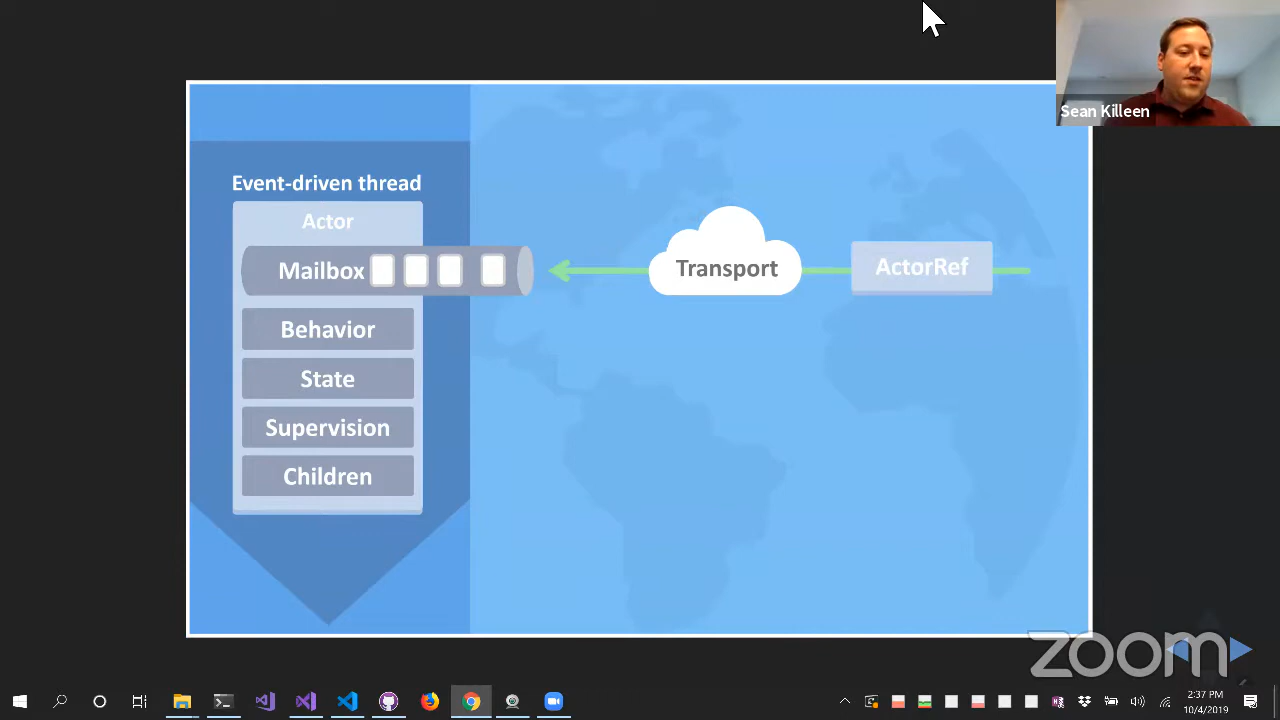 Sean Killeen
Event-driven thread
Actor
Mailbox
Transport
ActorRef
Behavior
State
Supervision
Children
zoom
2:37 PM
10/4/2019